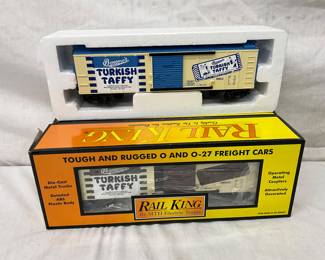 Bonomo's
TURKISH
TAFFY
TURKISH
TAFFY
RAIL KING
TOUGH AND RUGGED O AND O-27 FREIGHT CARS
Die-Cast
Metal Trucks
Detailed
ABS
Plastic Body
TURKISH
TAFFY
Operating
Metal
Couplers
Attractively
Decorated
RAIL KING
By MTH Electric Trains